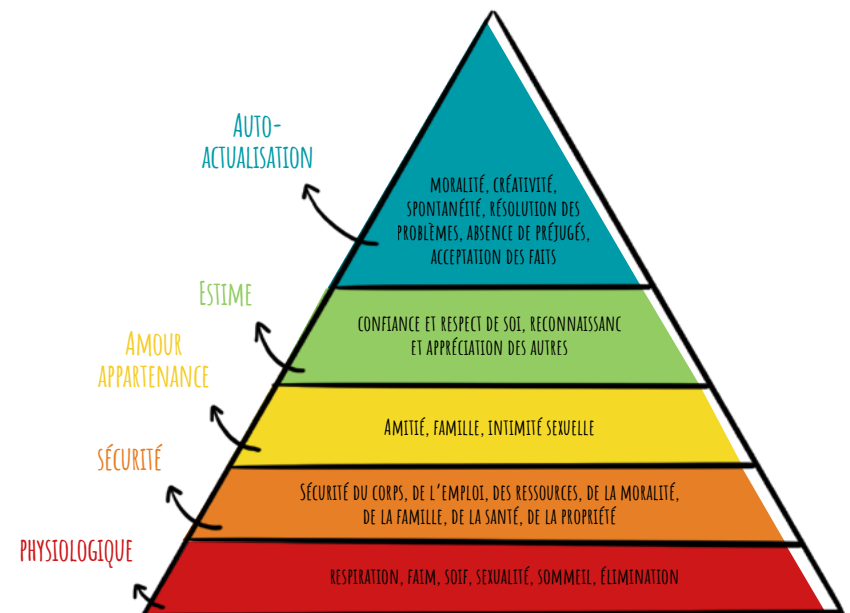 Auto-
actualisation
moralité, créativité,
spontanéité, résolution des
problèmes, absence de préjugés,
acceptation des faits
Estime
confiance et respect de soi, reconnaissanc
et appréciation des autres
Amour
appartenance
Amitié, famille, intimité sexuelle
sécurité
Sécurité du corps, de l'emploi, des ressources, de la moralité,
de la famille, de la santé, de la propriété
physiologique
respiration, faim, soif, sexualité, sommeil, élimination